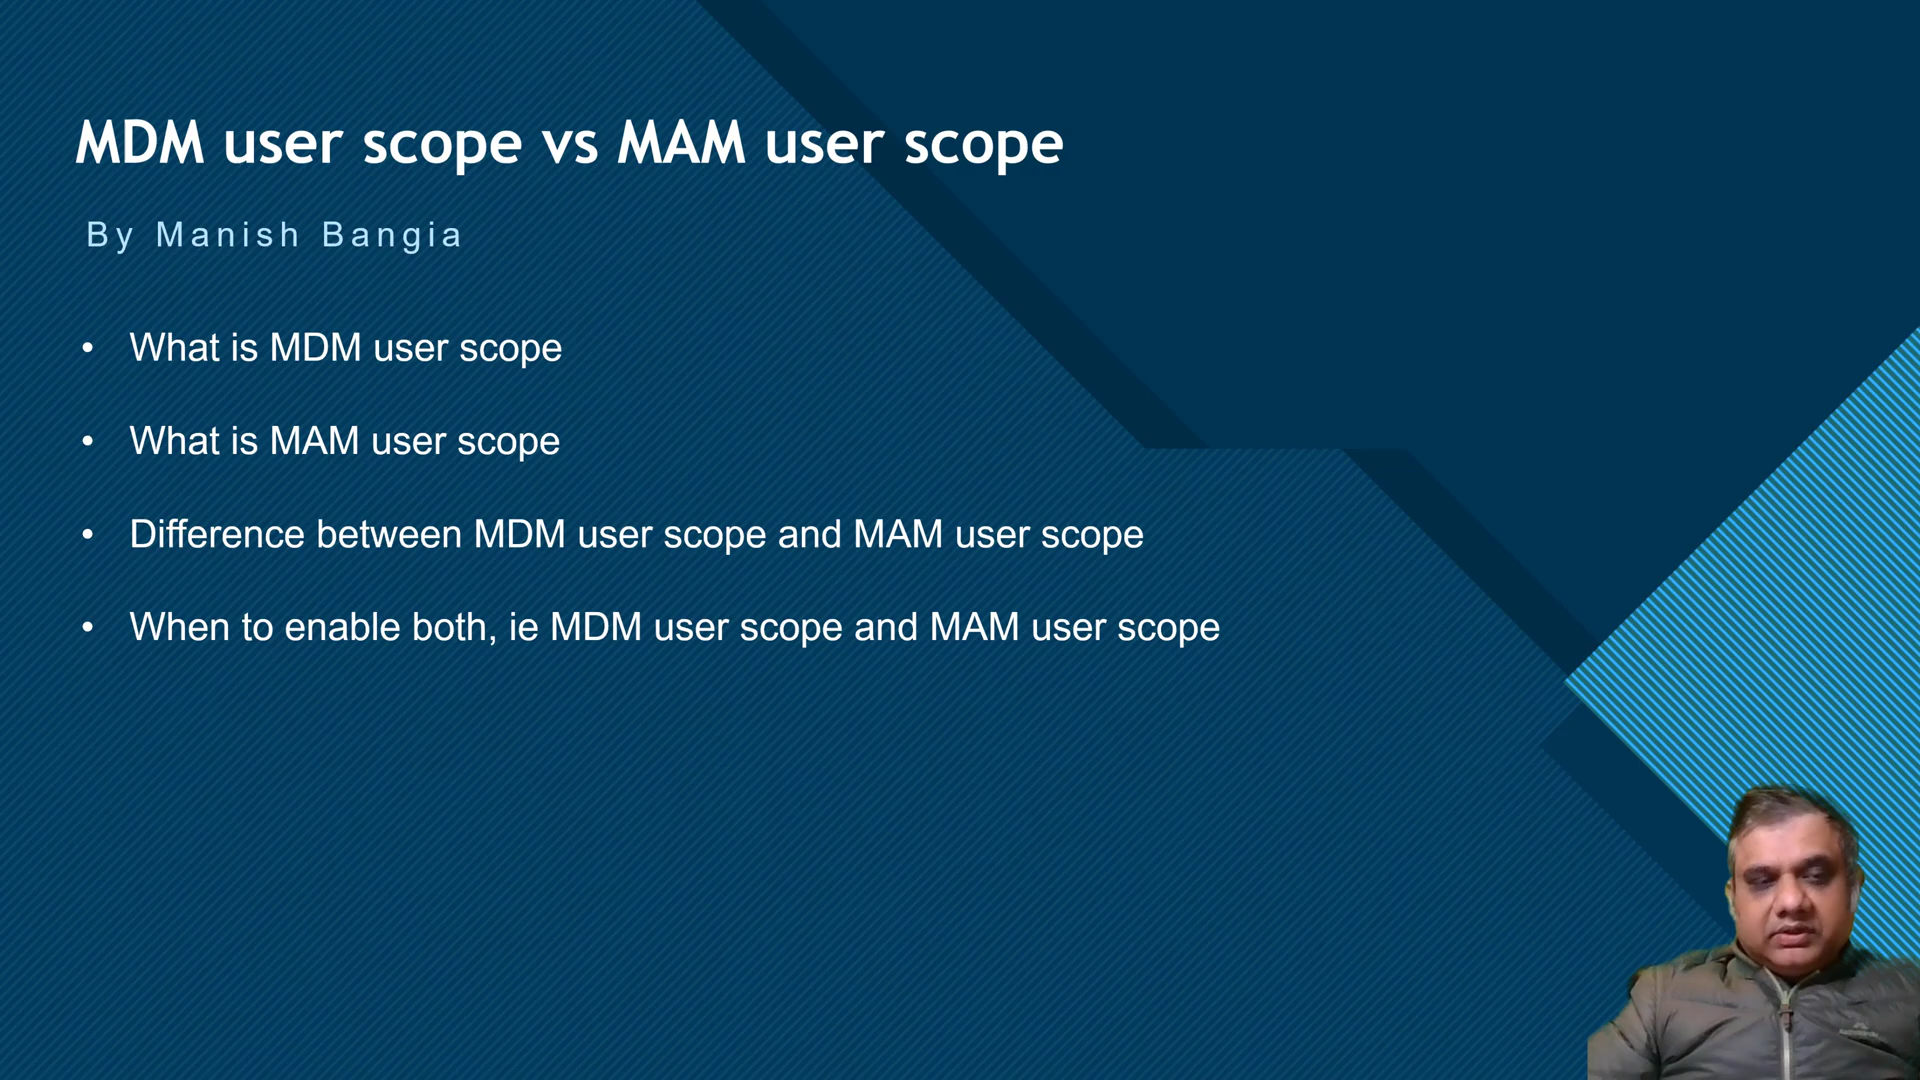 MDM user scope vs MAM user scope
By Manish Bangia
• What is MDM user scope
• What is MAM user scope
• Difference between MDM user scope and MAM user scope
• When to enable both, ie MDM user scope and MAM user scope